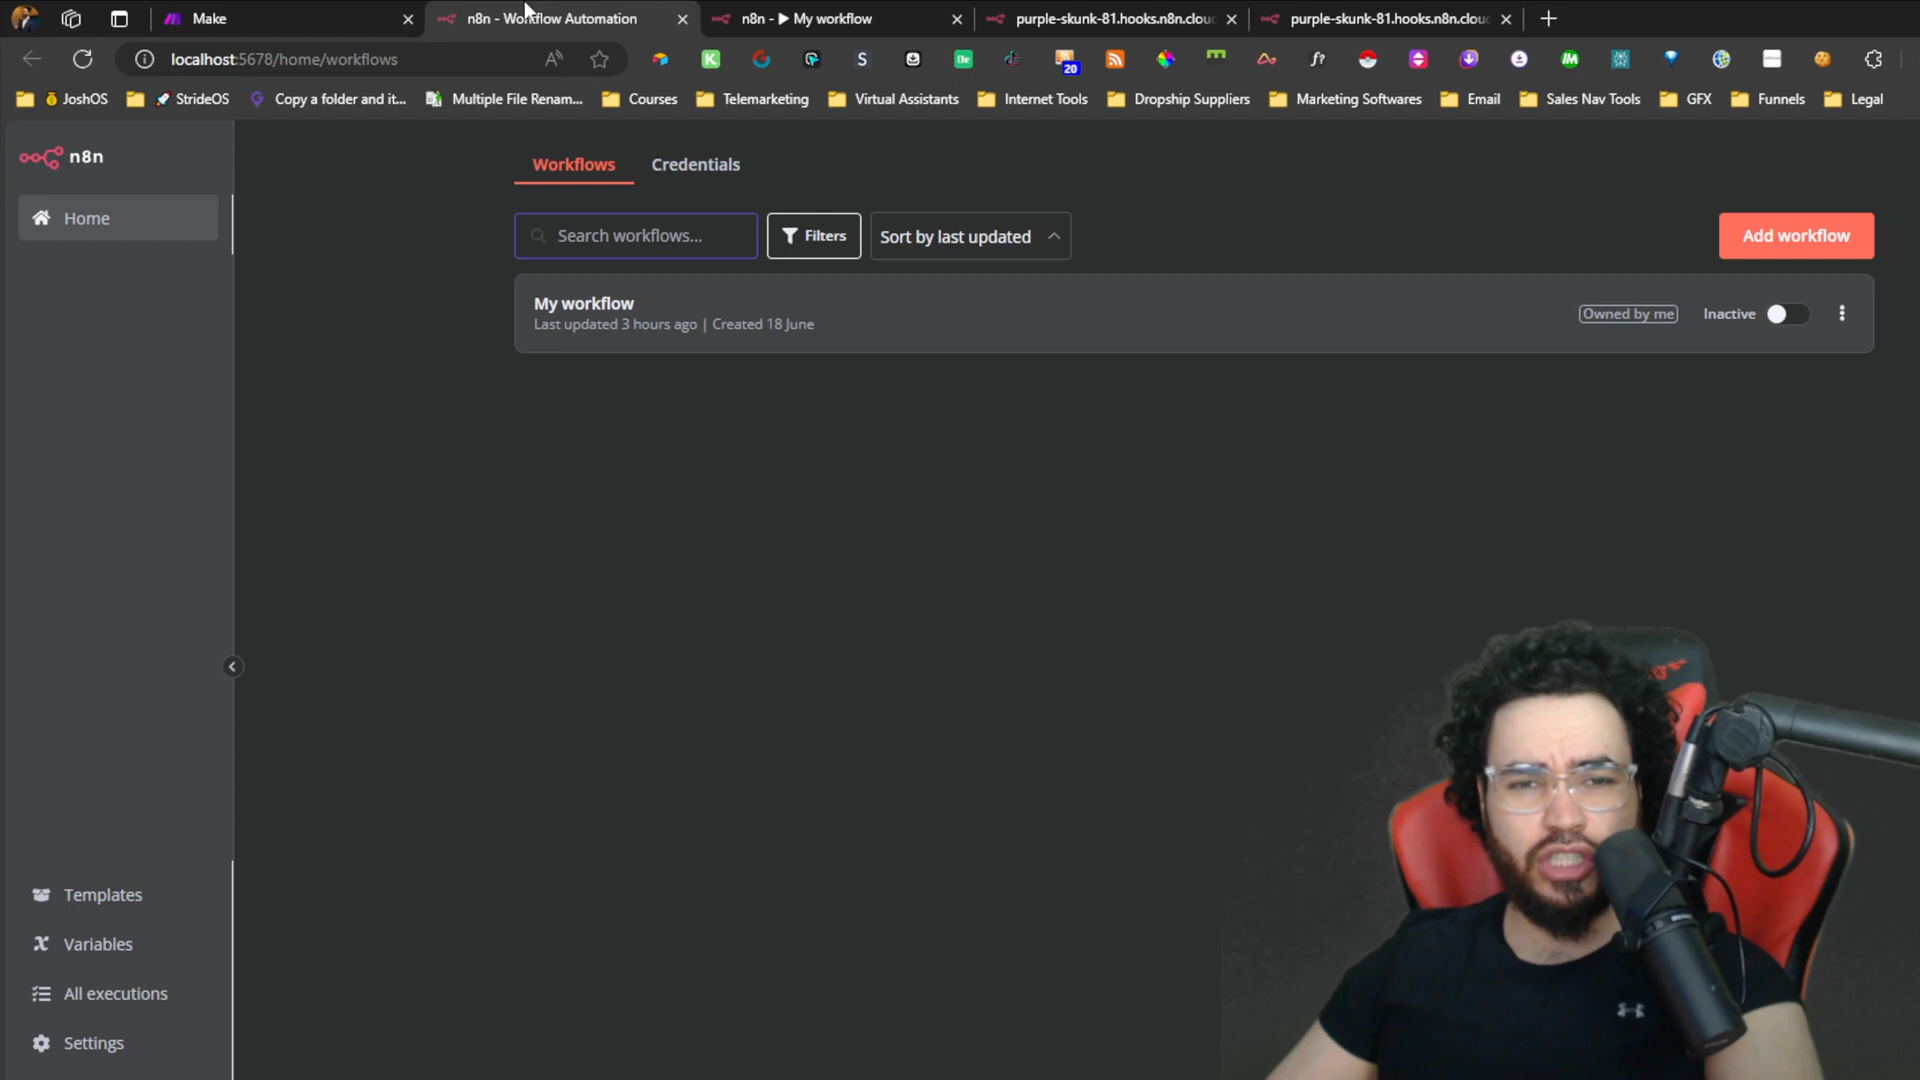 Make
n8n - Workflow Automation
n8n - ▶ My workflow
purple-skunk-81.hooks.n8n.clou
purple-skunk-81.hooks.n8n.clou
localhost:5678/home/workflows
20
JoshOS
StrideOS
Copy a folder and it...
Multiple File Renam...
Courses
Telemarketing
Virtual Assistants
Internet Tools
Dropship Suppliers
Marketing Softwares
Email
Sales Nav Tools
GFX
Funnels
Legal
n8n
Home
Workflows
Credentials
Search workflows...
Filters
Sort by last updated
Add workflow
My workflow
Last updated 3 hours ago | Created 18 June
Owned by me
Inactive
Templates
Variables
All executions
Settings